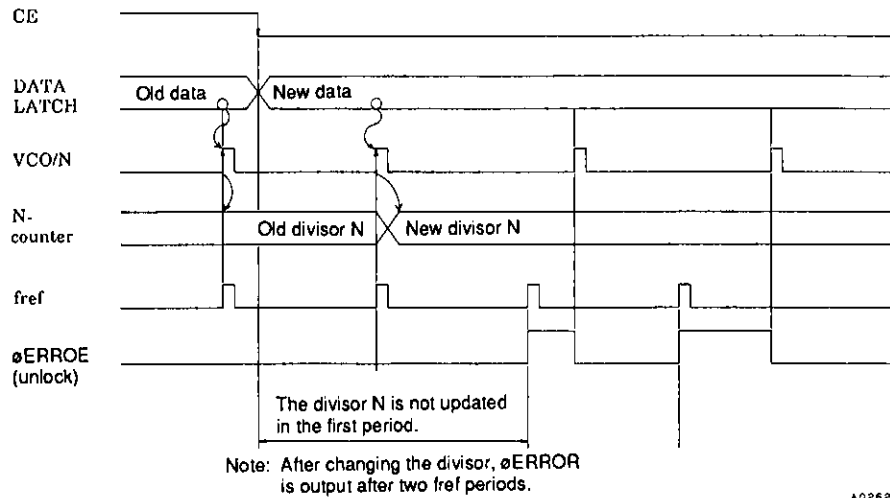 CE
DATA
LATCH
Old data
New data
VCO/N
N-
counter
Old divisor N
New divisor N
fref
øERROE
(unlock)
The divisor N is not updated
in the first period.
Note: After changing the divisor, øERROR
is output after two fref periods.